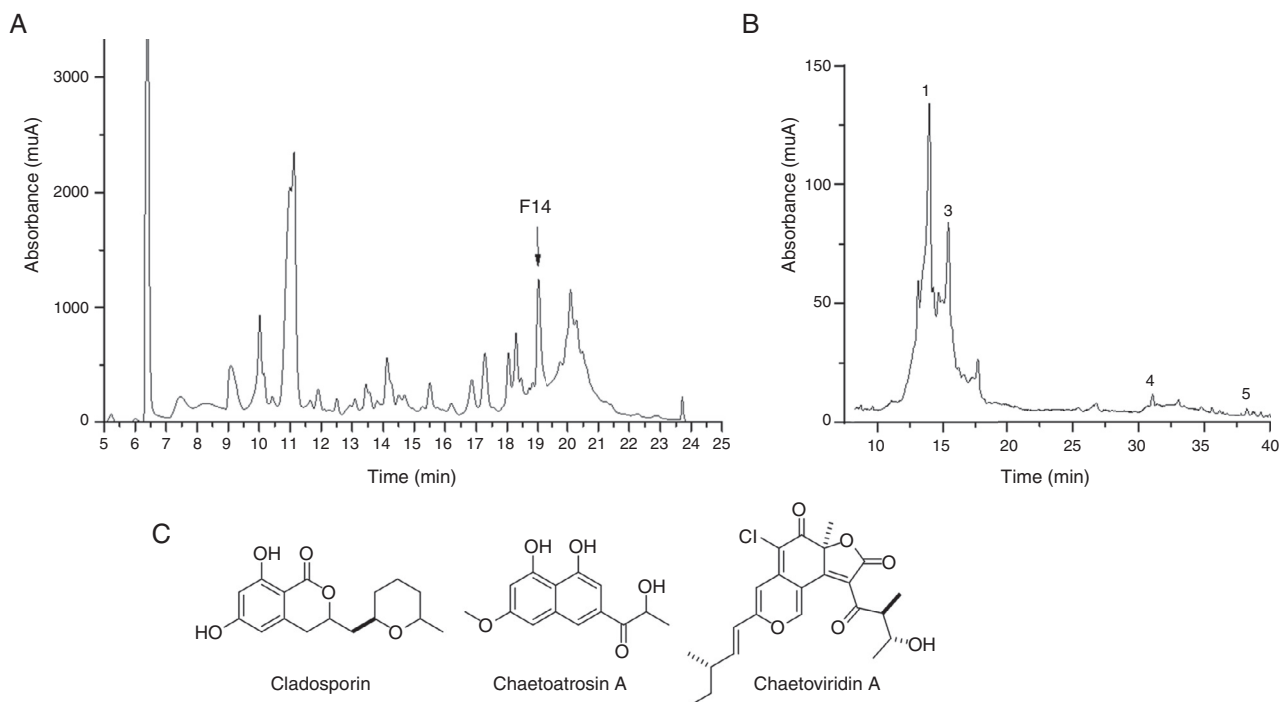 A
Absorbance (muA)
3000
2000
1000
0
F14
5 6 7 8 9 10 11 12 13 14 15 16 17 18 19 20 21 22 23 24 25
Time (min)
B
Absorbance (muA)
150
100
50
0
1
3
4
5
10 15 20 25 30 35 40
Time (min)
C
OH O
O
HO
O
Cladosporin
OH OH
OH
O
O
Chaetoatrosin A
O
Cl
O
O
O
O
OH
Chaetoviridin A